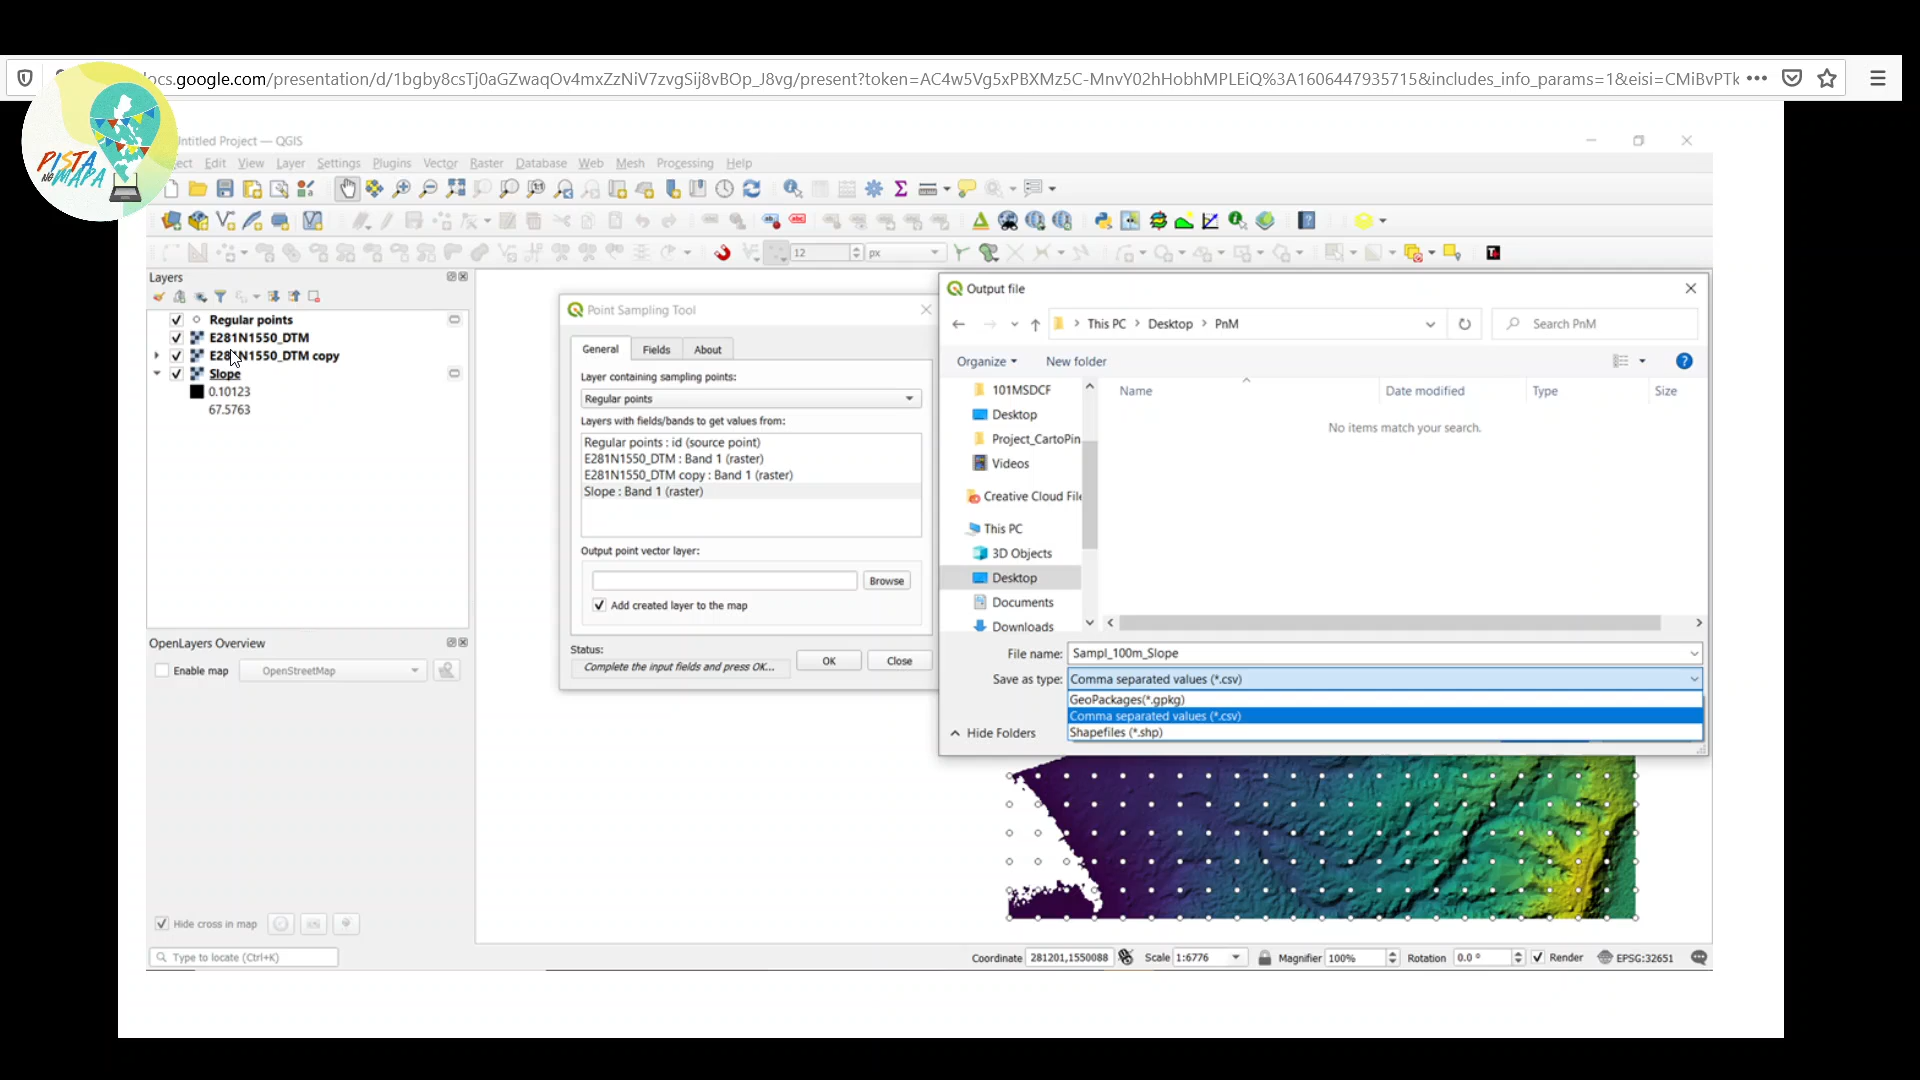 ocs.google.com/presentation/d/1bgby8csTj0aGZwaqOv4mxZzNiV7zvgSij8vBOp_J8vg/present?token=AC4w5Vg5xPBXMz5C-MnvY02hHobhMPLEiQ%3A1606447935715&includes_info_params=1&eisi=CMiBvPTk
PISTA
NG
MAPA
ntitled Project — QGIS
ect Edit View Layer Settings Plugins Vector Raster Database Web Mesh Processing Help
12 px
Layers
Regular points
E281N1550_DTM
E281N1550_DTM copy
Slope
0.10123
67.5763
OpenLayers Overview
Enable map OpenStreetMap
Hide cross in map
Type to locate (Ctrl+K)
Point Sampling Tool
General Fields About
Layer containing sampling points:
Regular points
Layers with fields/bands to get values from:
Regular points : id (source point)
E281N1550_DTM : Band 1 (raster)
E281N1550_DTM copy : Band 1 (raster)
Slope : Band 1 (raster)
Output point vector layer:
Browse
Add created layer to the map
Status:
Complete the input fields and press OK...
OK Close
Output file
This PC > Desktop > PnM
Search PnM
Organize New folder
101MSDCF
Desktop
Project_CartoPin
Videos
Creative Cloud File
This PC
3D Objects
Desktop
Documents
Downloads
Name Date modified Type Size
No items match your search.
File name: Sampl_100m_Slope
Save as type: Comma separated values (*.csv)
GeoPackages(*.gpkg)
Comma separated values (*.csv)
Shapefiles (*.shp)
Hide Folders
Coordinate 281201,1550088 Scale 1:6776 Magnifier 100% Rotation 0.0 ° Render EPSG:32651